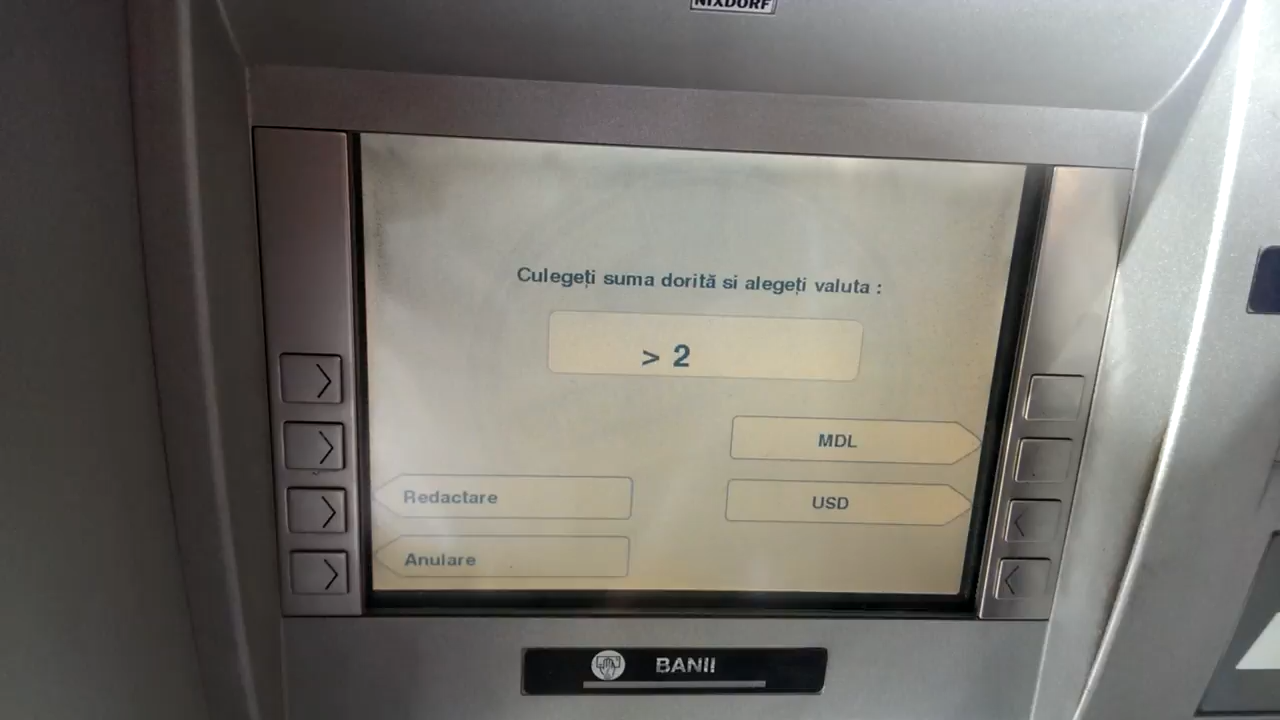 NIXDORF
Culegeți suma dorită si alegeți valuta :
> 2
MDL
Redactare
USD
Anulare
BANII